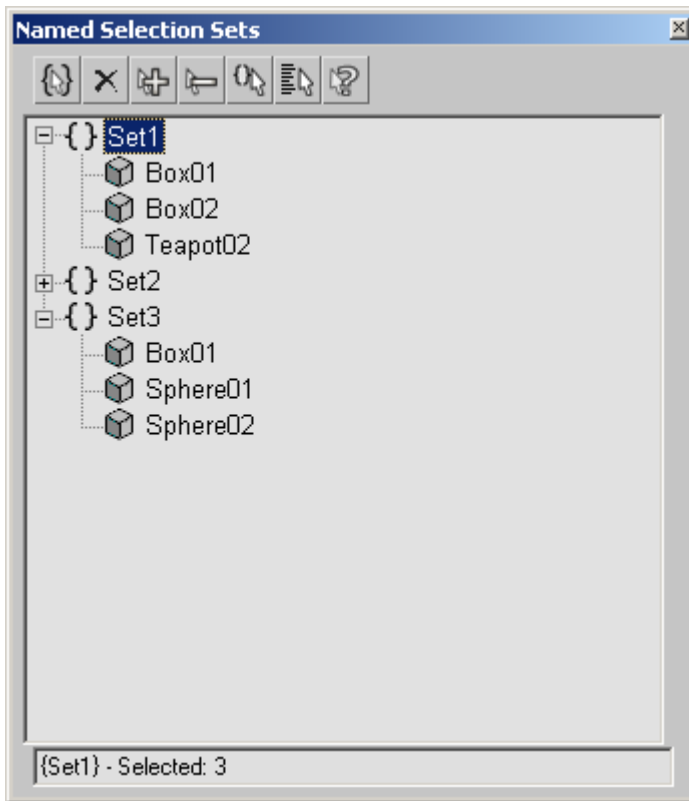 Named Selection Sets
Set1
Box01
Box02
Teapot02
Set2
Set3
Box01
Sphere01
Sphere02
{Set1} - Selected: 3